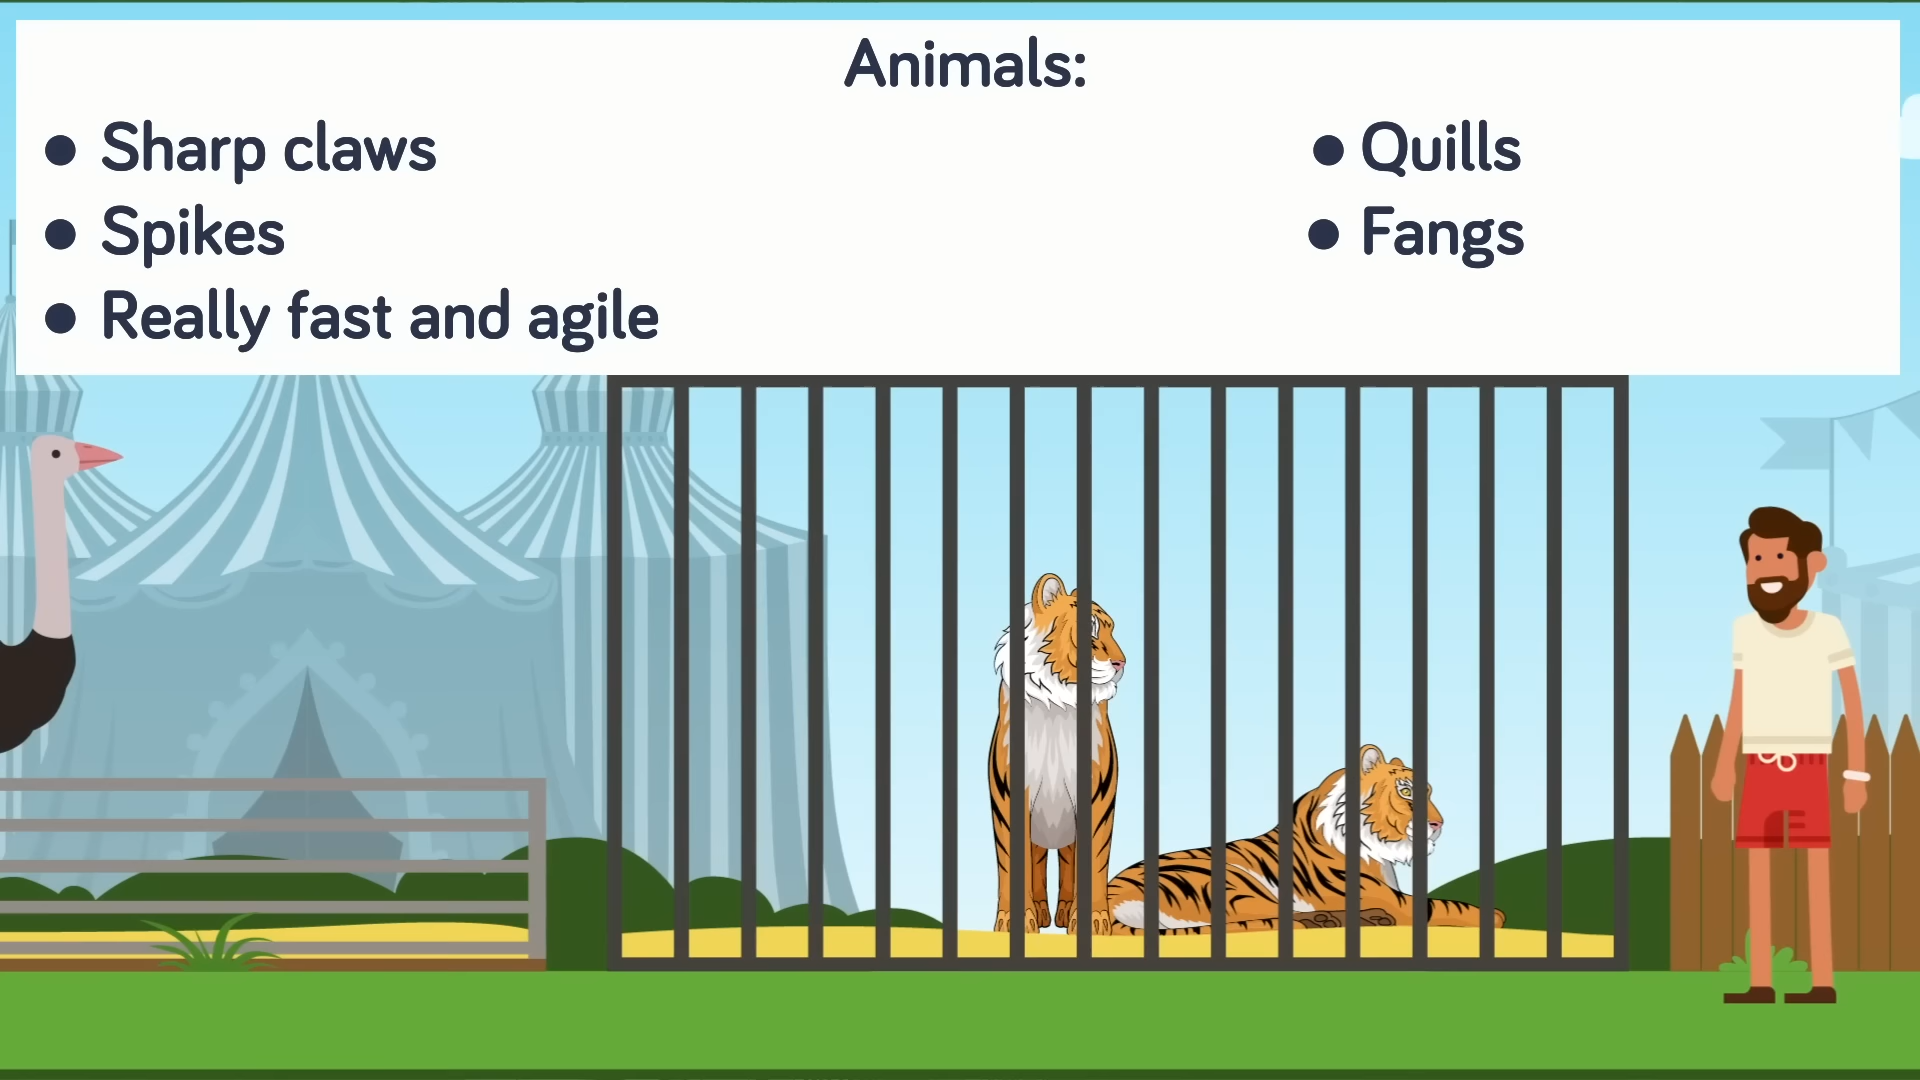 Animals:
● Sharp claws
● Spikes
● Really fast and agile
● Quills
● Fangs